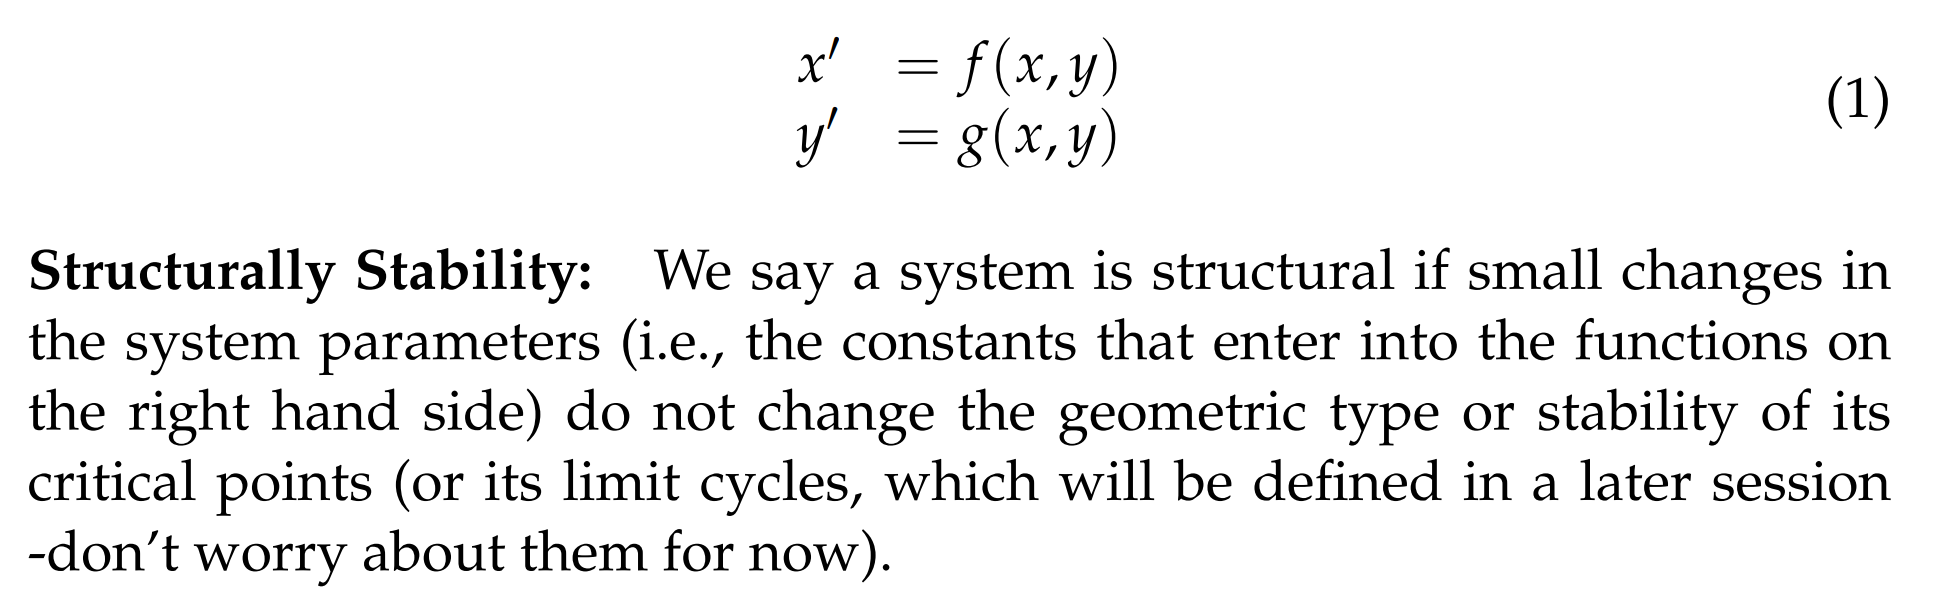 x′ = f(x, y)
(1)
y′ = g(x, y)
Structurally Stability: We say a system is structural if small changes in
the system parameters (i.e., the constants that enter into the functions on
the right hand side) do not change the geometric type or stability of its
critical points (or its limit cycles, which will be defined in a later session
-don’t worry about them for now).